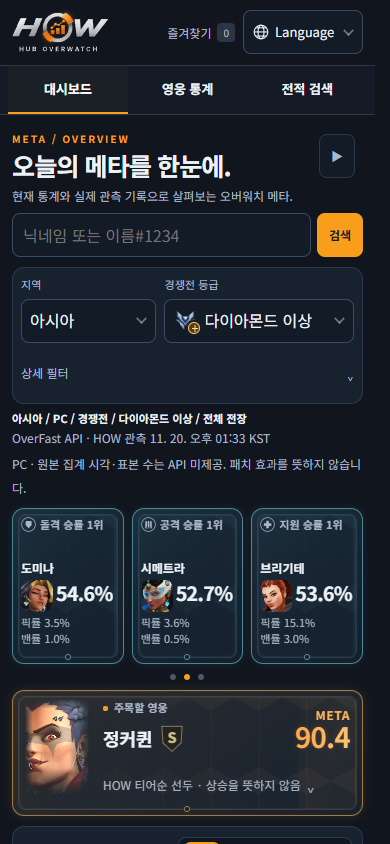 HOW
HUB OVERWATCH
즐겨찾기 0
Language
대시보드 영웅 통계 전적 검색
META / OVERVIEW
오늘의 메타를 한눈에.
현재 통계와 실제 관측 기록으로 살펴보는 오버워치 메타.
닉네임 또는 이름#1234 검색
지역 경쟁전 등급
아시아 다이아몬드 이상
상세 필터
아시아 / PC / 경쟁전 / 다이아몬드 이상 / 전체 전장
OverFast API · HOW 관측 11. 20. 오후 01:33 KST
PC · 원본 집계 시각·표본 수는 API 미제공. 패치 효과를 뜻하지 않습니
다.
돌격 승률 1위 공격 승률 1위 지원 승률 1위
도미나 시메트라 브리기테
54.6% 52.7% 53.6%
픽률 3.5% 픽률 3.6% 픽률 15.1%
밴률 1.0% 밴률 0.5% 밴률 3.0%
주목할 영웅
META
정커퀸 S 90.4
HOW 티어순 선두 · 상승을 뜻하지 않음